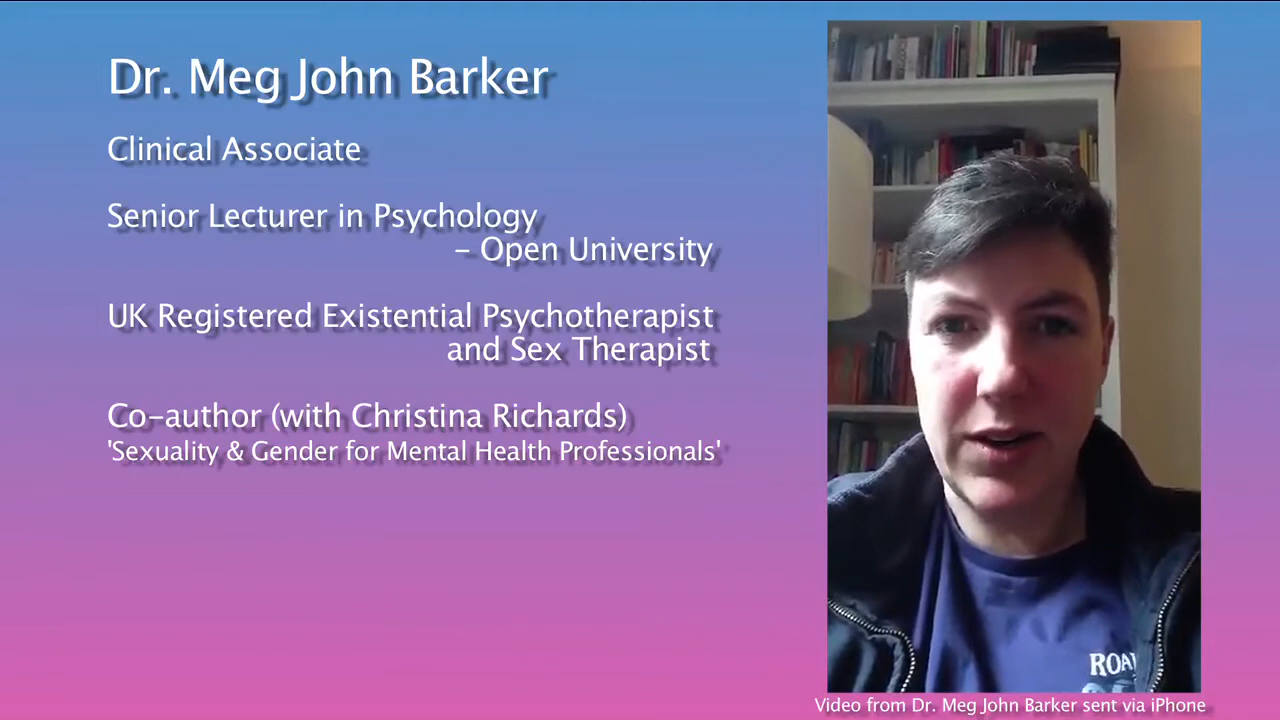 Dr. Meg John Barker
Clinical Associate
Senior Lecturer in Psychology
– Open University
UK Registered Existential Psychotherapist
and Sex Therapist
Co-author (with Christina Richards)
'Sexuality & Gender for Mental Health Professionals'
Video from Dr. Meg John Barker sent via iPhone